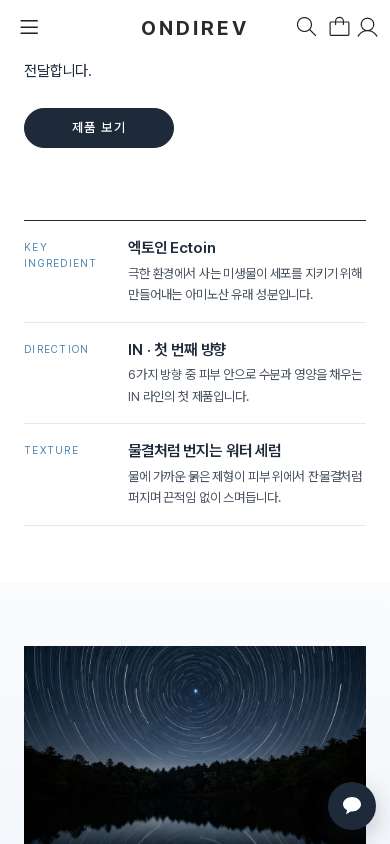 ONDIREV
전달합니다.
제품 보기
KEY
INGREDIENT
엑토인 Ectoin
극한 환경에서 사는 미생물이 세포를 지키기 위해
만들어내는 아미노산 유래 성분입니다.
DIRECTION
IN · 첫 번째 방향
6가지 방향 중 피부 안으로 수분과 영양을 채우는
IN 라인의 첫 제품입니다.
TEXTURE
물결처럼 번지는 워터 세럼
물에 가까운 묽은 제형이 피부 위에서 잔물결처럼
퍼지며 끈적임 없이 스며듭니다.